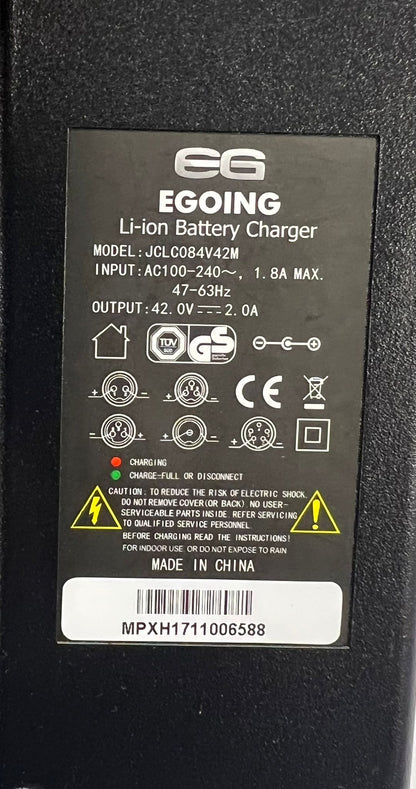 EG
EGOING
Li-ion Battery Charger
MODEL: JCLC084V42M
INPUT: AC100-240～, 1.8A MAX.
47-63Hz
OUTPUT: 42.0V⎓2.0A
TÜV
SÜD
GS
CE
CHARGING
CHARGE-FULL OR DISCONNECT
CAUTION: TO REDUCE THE RISK OF ELECTRIC SHOCK,
DO NOT REMOVE COVER(OR BACK) NO USER-
SERVICEABLE PARTS INSIDE. REFER SERVICING
TO QUALIFIED SERVICE PERSONNEL
BEFORE CHARGING READ THE INSTRUCTIONS!
FOR INDOOR USE. OR DO NOT EXPOSE TO RAIN
MADE IN CHINA
MPXH1711006588